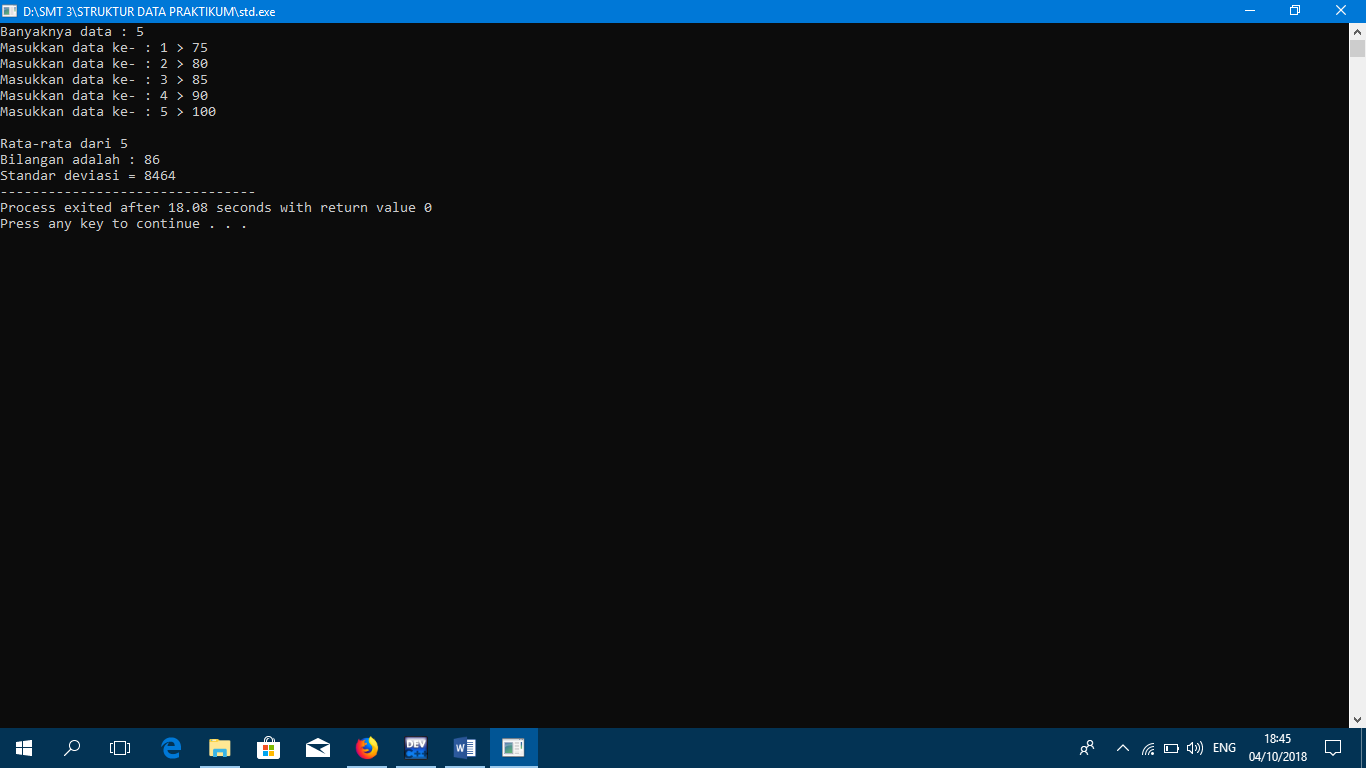 D:\SMT 3\STRUKTUR DATA PRAKTIKUM\std.exe
Banyaknya data : 5
Masukkan data ke- : 1 > 75
Masukkan data ke- : 2 > 80
Masukkan data ke- : 3 > 85
Masukkan data ke- : 4 > 90
Masukkan data ke- : 5 > 100
Rata-rata dari 5
Bilangan adalah : 86
Standar deviasi = 8464
--------------------------------
Process exited after 18.08 seconds with return value 0
Press any key to continue . . .
DEV
W
ENG
18:45
04/10/2018